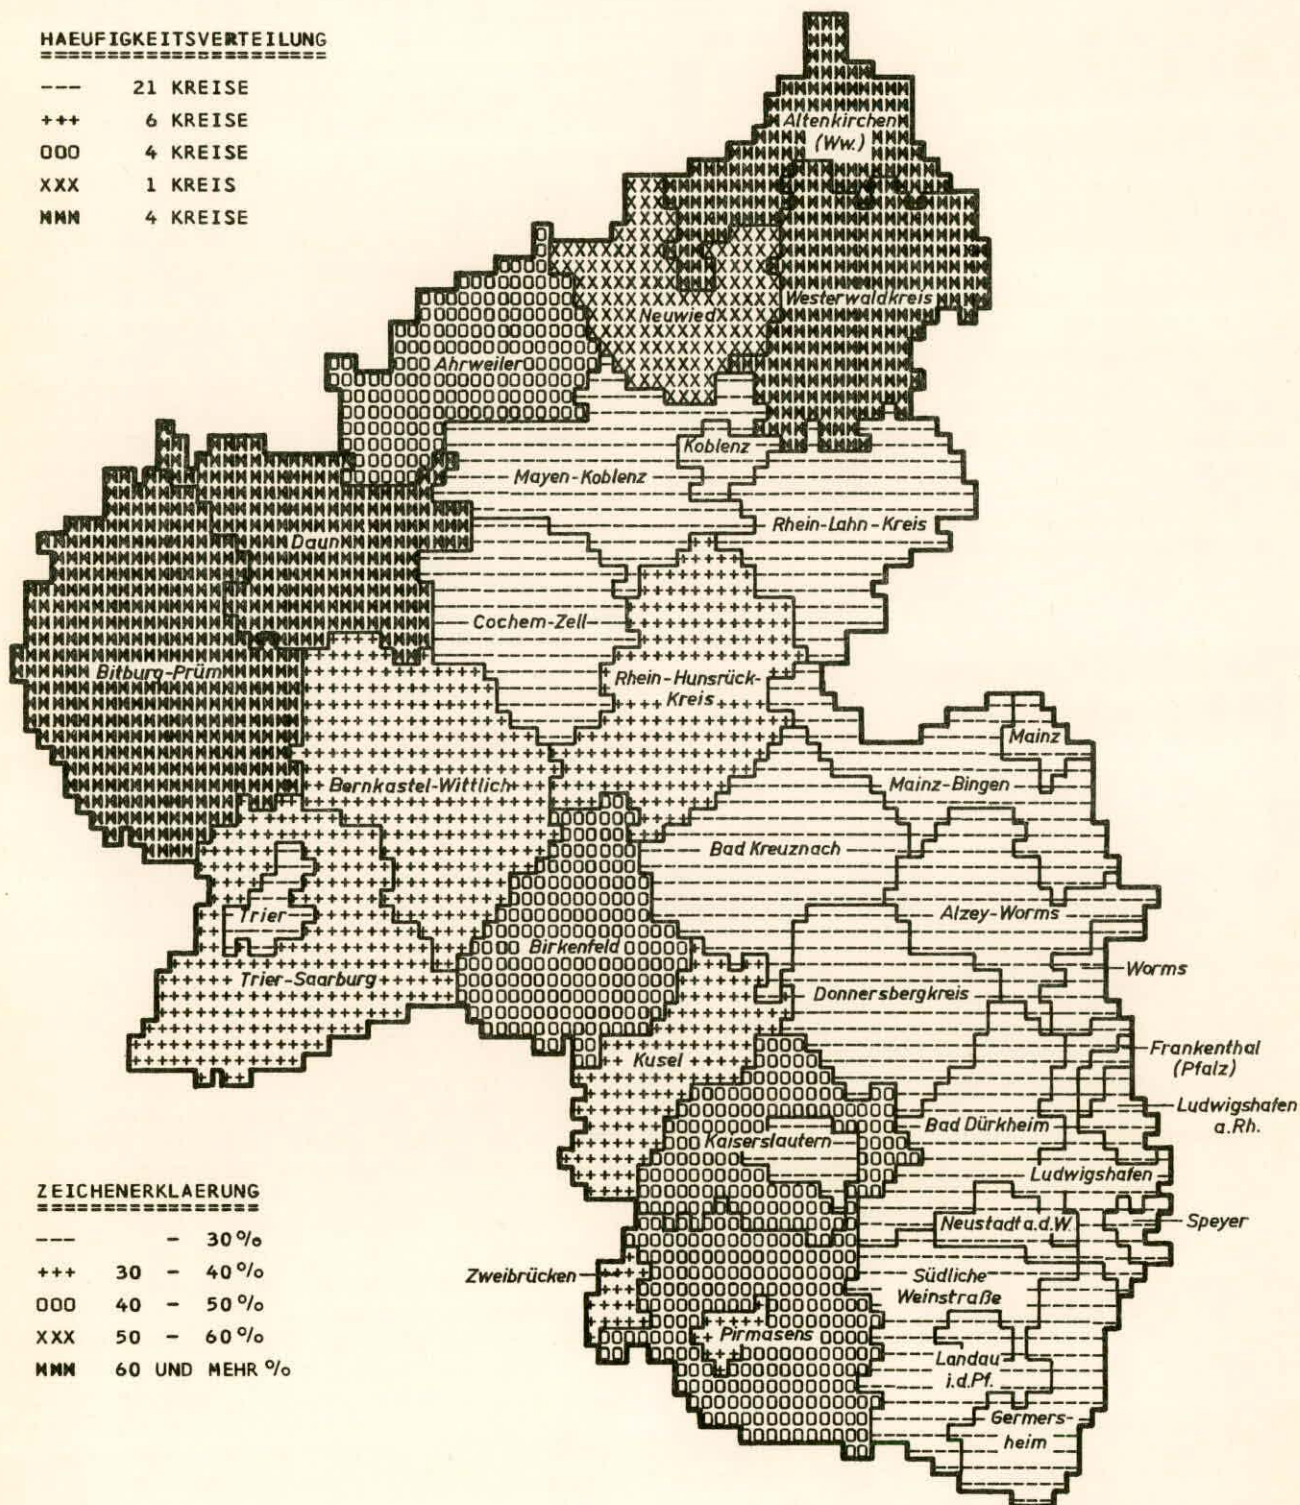 HAEUFIGKEITSVERTEILUNG
--- 21 KREISE
+++ 6 KREISE
000 4 KREISE
XXX 1 KREIS
4 KREISE
Altenkirchen
(Ww.)
Westerwaldkreis
Neuwied
Ahrweiler
Koblenz
Mayen-Koblenz
Rhein-Lahn-Kreis
Daun
Cochem-Zell
Bitburg-Prüm
Rhein-Hunsrück-
Kreis
Mainz
Bernkastel-Wittlich
Mainz-Bingen
Bad Kreuznach
Trier
Alzey-Worms
Birkenfeld
Worms
Trier-Saarburg
Donnersbergkreis
Kusel
Frankenthal
(Pfalz)
Ludwigshafen
a.Rh.
Bad Dürkheim
Kaiserslautern
Ludwigshafen
Neustadt a.d.W.
Speyer
Zweibrücken
Südliche
Weinstraße
Pirmasens
Landau
i.d.Pf.
Germers-
heim
ZEICHENERKLAERUNG
--- - 30 %
+++ 30 - 40 %
000 40 - 50 %
XXX 50 - 60 %
60 UND MEHR %